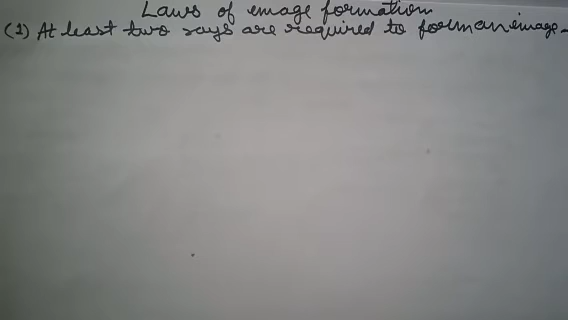 Laws of image formation
(1) At least two rays are required to form an image.